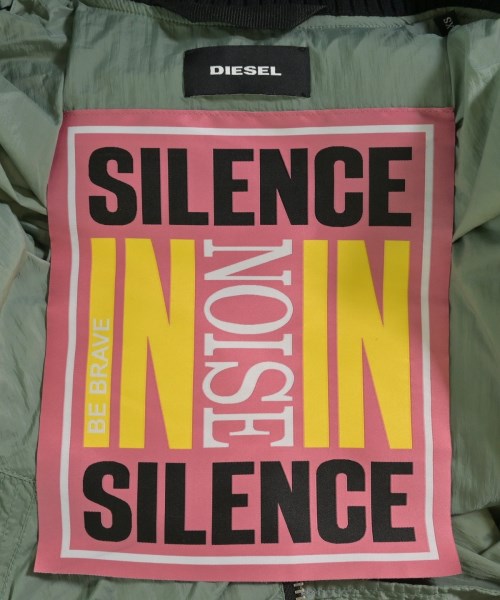 DIESEL
SILENCE
IN NOISE IN
BE BRAVE
SILENCE